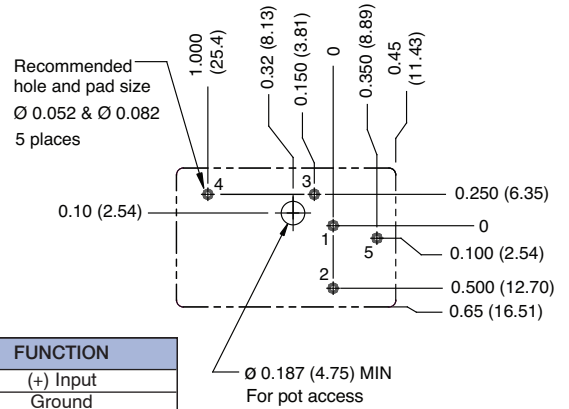 1.000
(25.4)
0.32 (8.13)
0.150 (3.81)
0
0.350 (8.89)
0.45
(11.43)
Recommended
hole and pad size
Ø 0.052 & Ø 0.082
5 places
4
3
0.250 (6.35)
0.10 (2.54)
0
1
5
0.100 (2.54)
2
0.500 (12.70)
0.65 (16.51)
FUNCTION
(+) Input
Ground
Ø 0.187 (4.75) MIN
For pot access